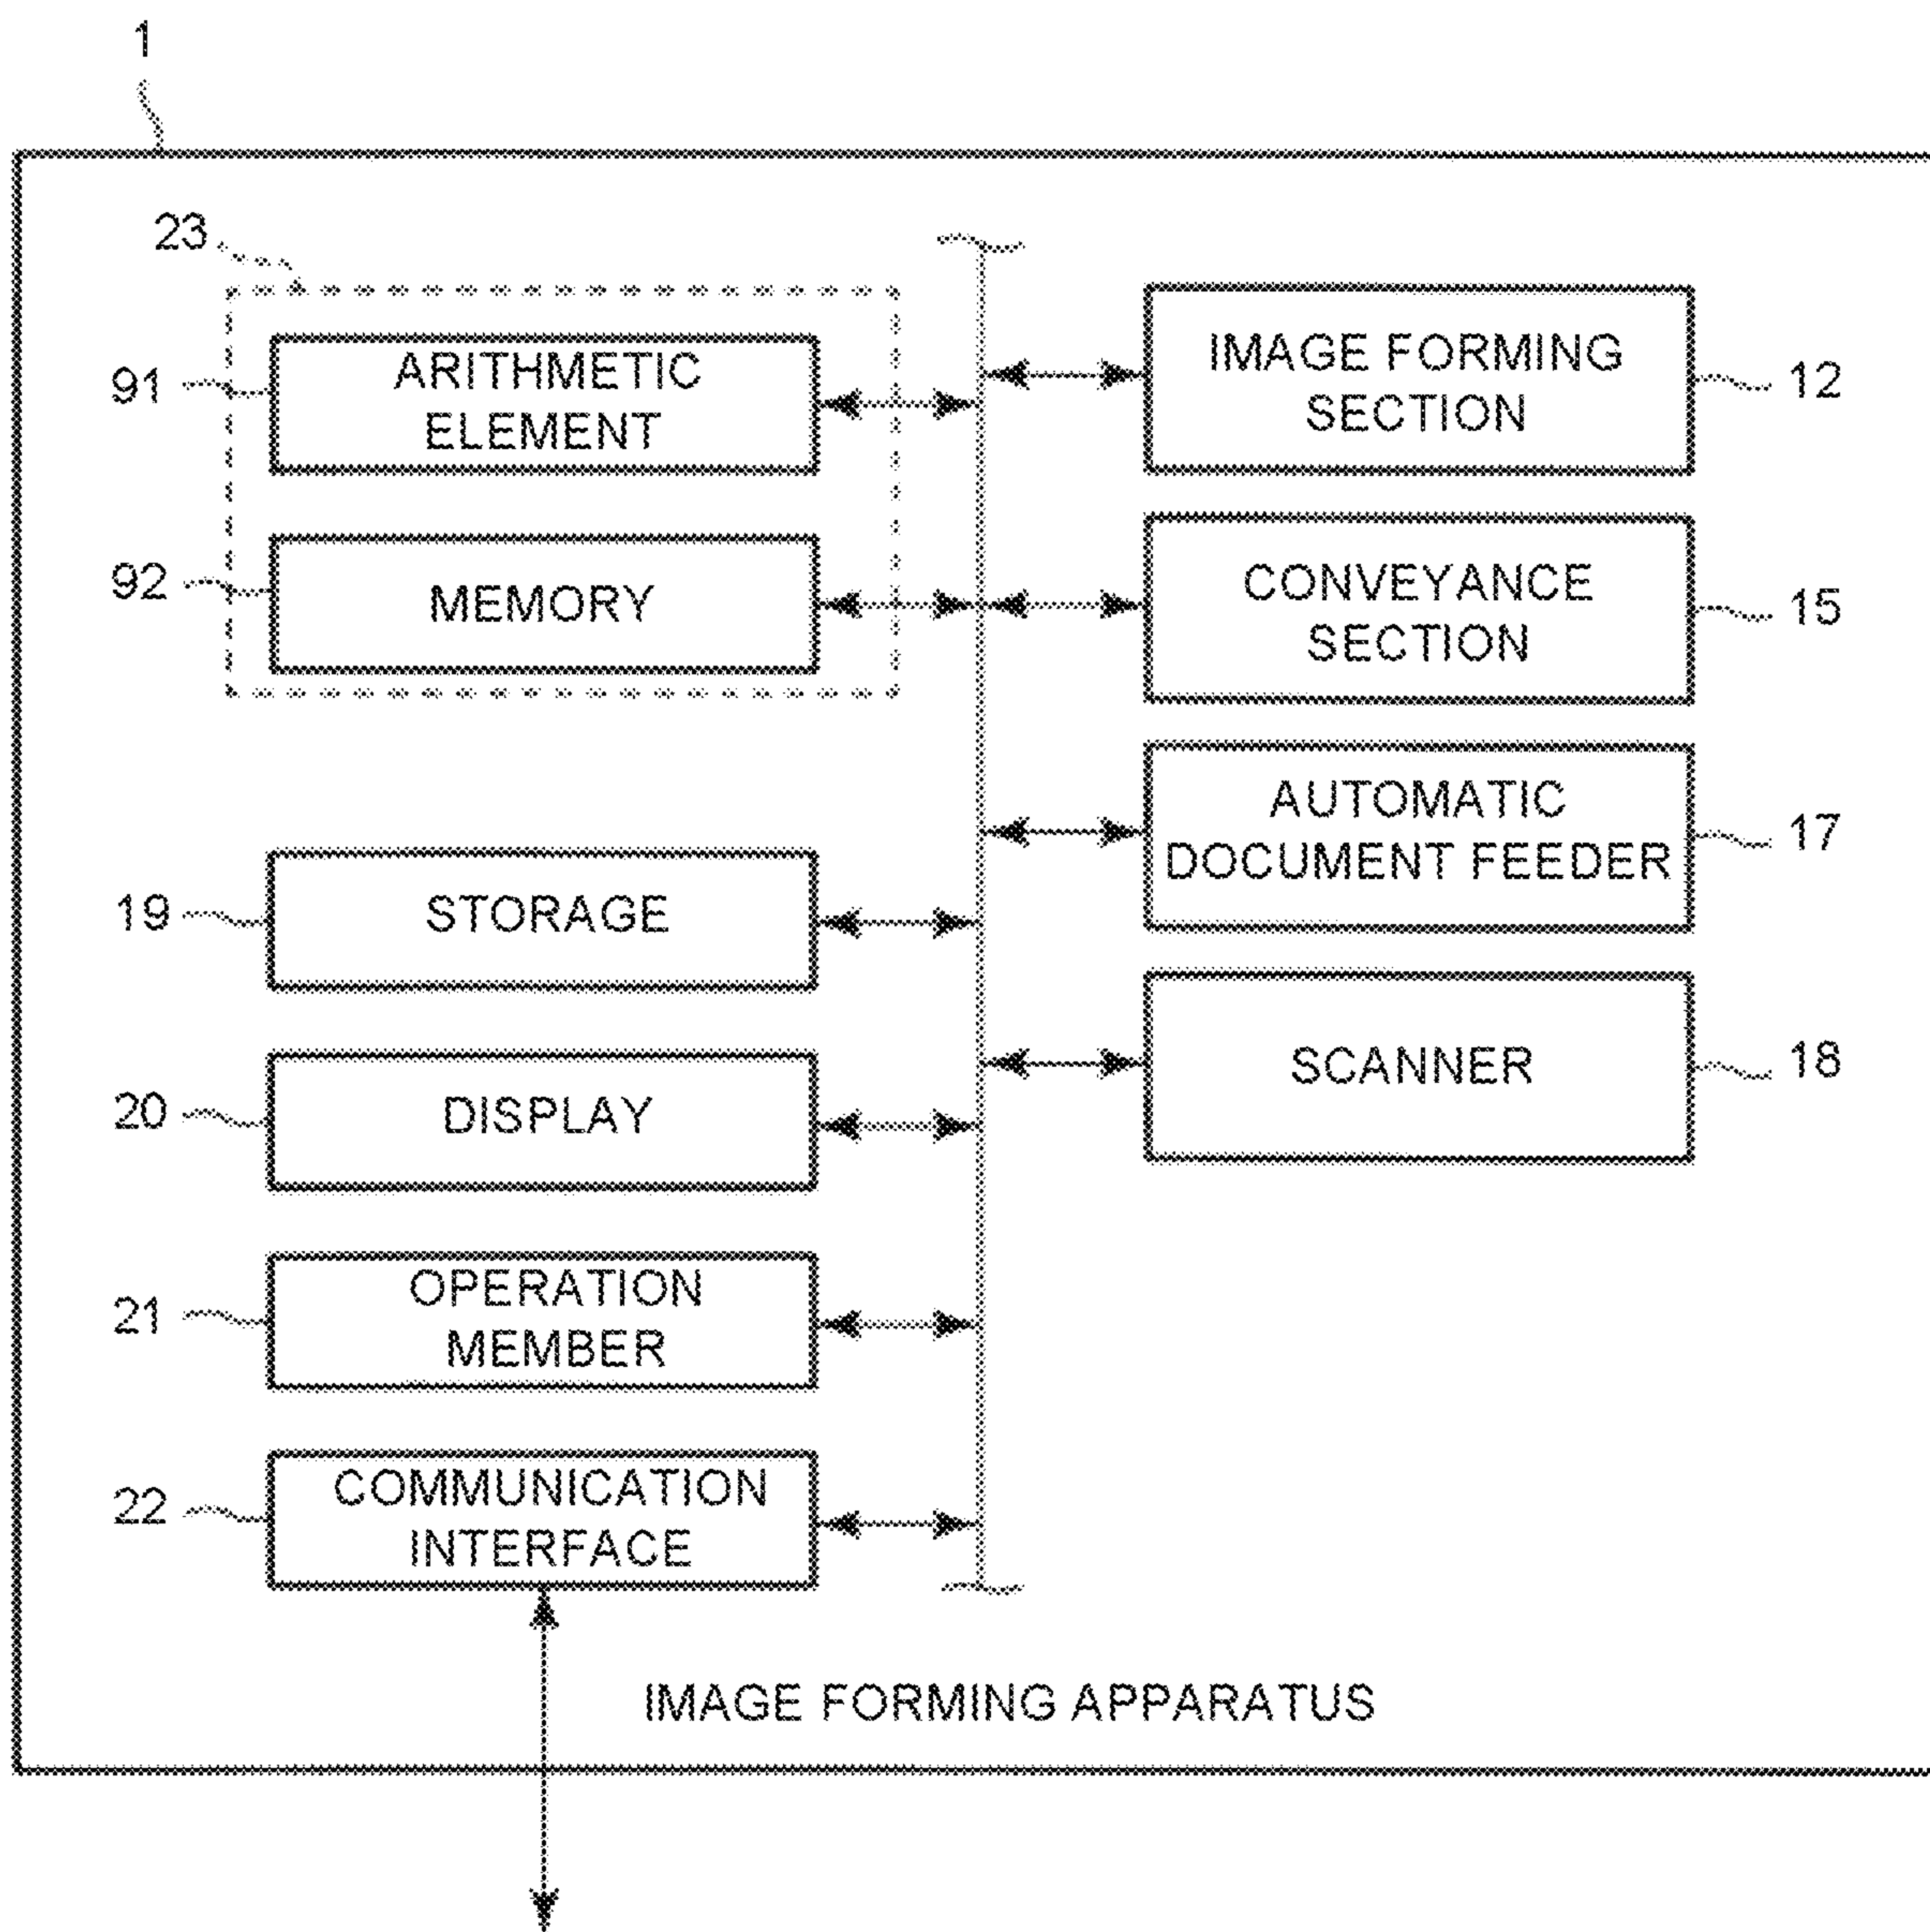 1
23
91
ARITHMETIC
ELEMENT
92
MEMORY
19
STORAGE
20
DISPLAY
21
OPERATION
MEMBER
22
COMMUNICATION
INTERFACE
IMAGE FORMING
SECTION
12
CONVEYANCE
SECTION
15
AUTOMATIC
DOCUMENT FEEDER
17
SCANNER
18
IMAGE FORMING APPARATUS